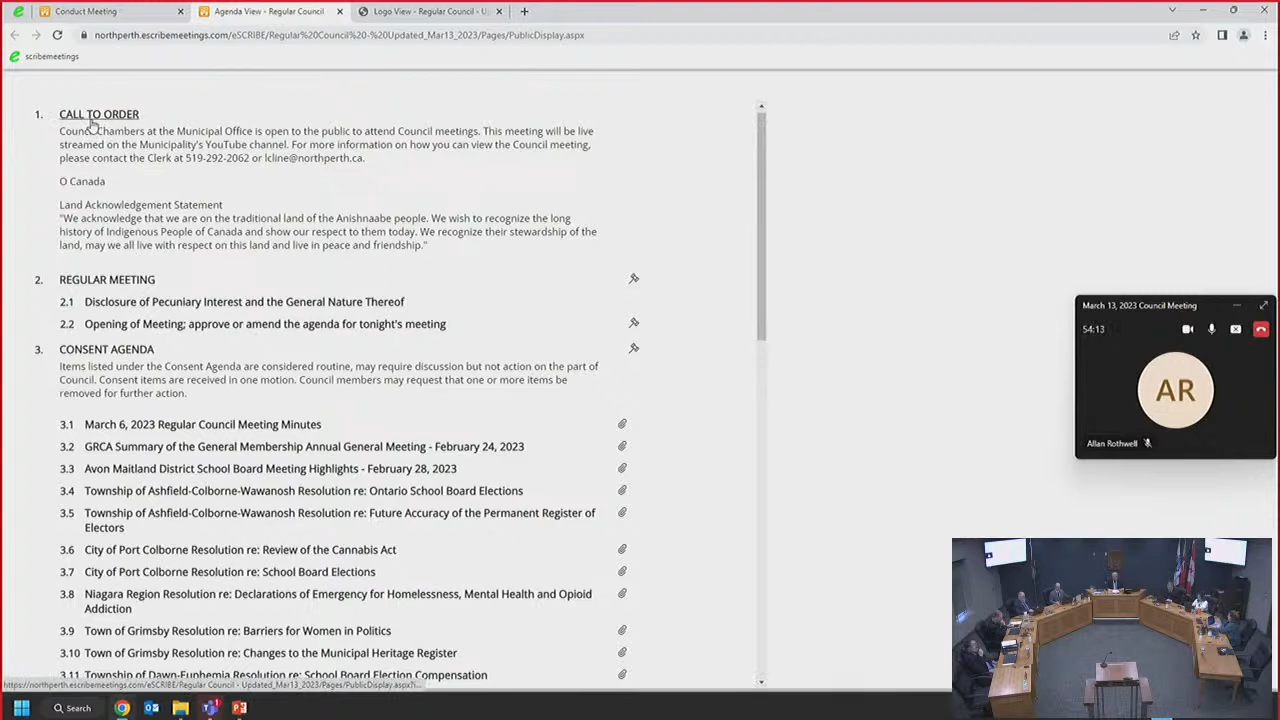 Conduct Meeting
Agenda View - Regular Council
Logo View - Regular Council - U
northperth.escribemeetings.com/eSCRIBE/Regular%20Council%20-%20Updated_Mar13_2023/Pages/PublicDisplay.aspx
scribemeetings
1. CALL TO ORDER
Council Chambers at the Municipal Office is open to the public to attend Council meetings. This meeting will be live
streamed on the Municipality's YouTube channel. For more information on how you can view the Council meeting,
please contact the Clerk at 519-292-2062 or lcline@northperth.ca.
O Canada
Land Acknowledgement Statement
"We acknowledge that we are on the traditional land of the Anishnaabe people. We wish to recognize the long
history of Indigenous People of Canada and show our respect to them today. We recognize their stewardship of the
land, may we all live with respect on this land and live in peace and friendship."
2. REGULAR MEETING
2.1 Disclosure of Pecuniary Interest and the General Nature Thereof
2.2 Opening of Meeting; approve or amend the agenda for tonight's meeting
3. CONSENT AGENDA
Items listed under the Consent Agenda are considered routine, may require discussion but not action on the part of
Council. Consent items are received in one motion. Council members may request that one or more items be
removed for further action.
3.1 March 6, 2023 Regular Council Meeting Minutes
3.2 GRCA Summary of the General Membership Annual General Meeting - February 24, 2023
3.3 Avon Maitland District School Board Meeting Highlights - February 28, 2023
3.4 Township of Ashfield-Colborne-Wawanosh Resolution re: Ontario School Board Elections
3.5 Township of Ashfield-Colborne-Wawanosh Resolution re: Future Accuracy of the Permanent Register of
Electors
3.6 City of Port Colborne Resolution re: Review of the Cannabis Act
3.7 City of Port Colborne Resolution re: School Board Elections
3.8 Niagara Region Resolution re: Declarations of Emergency for Homelessness, Mental Health and Opioid
Addiction
3.9 Town of Grimsby Resolution re: Barriers for Women in Politics
3.10 Town of Grimsby Resolution re: Changes to the Municipal Heritage Register
3.11 Township of Dawn-Euphemia Resolution re: School Board Election Compensation
https://northperth.escribemeetings.com/eSCRIBE/Regular Council - Updated_Mar13_2023/Pages/PublicDisplay.aspx?i...
March 13, 2023 Council Meeting
54:13
AR
Allan Rothwell
Search